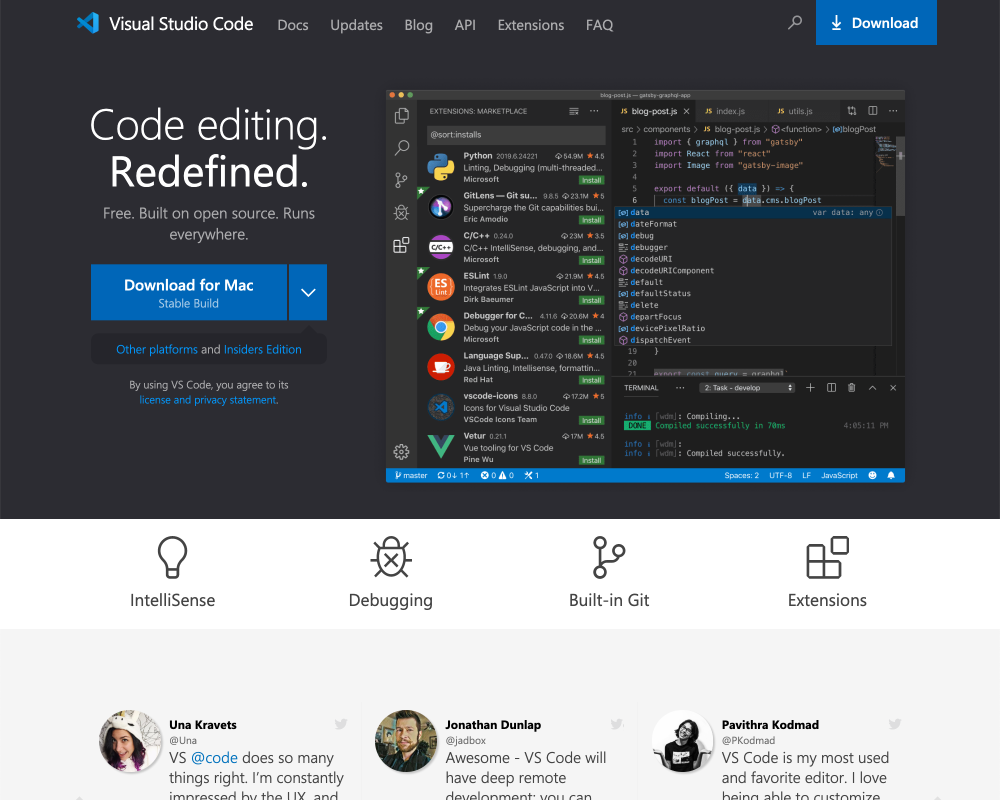 Visual Studio Code
Docs
Updates
Blog
API
Extensions
FAQ
Download
Code editing.
Redefined.
Free. Built on open source. Runs
everywhere.
Download for Mac
Stable Build
Other platforms and Insiders Edition
By using VS Code, you agree to its
license and privacy statement.
blog-post.js — gatsby-graphql-app
EXTENSIONS: MARKETPLACE
@sort:installs
Python 2019.6.24221 54.9M ★ 4.5
Linting, Debugging (multi-threaded...
Microsoft Install
GitLens — Git su... 9.8.5 23.1M ★ 5
Supercharge the Git capabilities bui...
Eric Amodio Install
C/C++ 0.24.0 23M ★ 3.5
C/C++ IntelliSense, debugging, and...
Microsoft Install
ESLint 1.9.0 21.9M ★ 4.5
Integrates ESLint JavaScript into V...
Dirk Baeumer Install
Debugger for C... 4.11.6 20.6M ★ 4
Debug your JavaScript code in the ...
Microsoft Install
Language Sup... 0.47.0 18.6M ★ 4.5
Java Linting, Intellisense, formattin...
Red Hat Install
vscode-icons 8.8.0 17.2M ★ 5
Icons for Visual Studio Code
VSCode Icons Team Install
Vetur 0.21.1 17M ★ 4.5
Vue tooling for VS Code
Pine Wu Install
C/C++
ES
Lint
JS blog-post.js
JS index.js
JS utils.js
src > components > JS blog-post.js > <function> > blogPost
1 import { graphql } from "gatsby"
2 import React from "react"
3 import Image from "gatsby-image"
4
5 export default ({ data }) => {
6 const blogPost = data.cms.blogPost
data var data: any
dateFormat
debug
debugger
decodeURI
decodeURIComponent
default
defaultStatus
delete
departFocus
devicePixelRatio
dispatchEvent
19 }
20
21 export const query = graphql`
TERMINAL ... 2: Task - develop
info : [wdm]: Compiling...
DONE Compiled successfully in 70ms 4:05:11 PM
info : [wdm]:
info : [wdm]: Compiled successfully.
master 0↓ 1↑ 0 0 1
Spaces: 2 UTF-8 LF JavaScript
IntelliSense
Debugging
Built-in Git
Extensions
Una Kravets
@Una
VS @code does so many
things right. I'm constantly
impressed by the UX, and
Jonathan Dunlap
@jadbox
Awesome - VS Code will
have deep remote
development: you can
Pavithra Kodmad
@PKodmad
VS Code is my most used
and favorite editor. I love
being able to customize